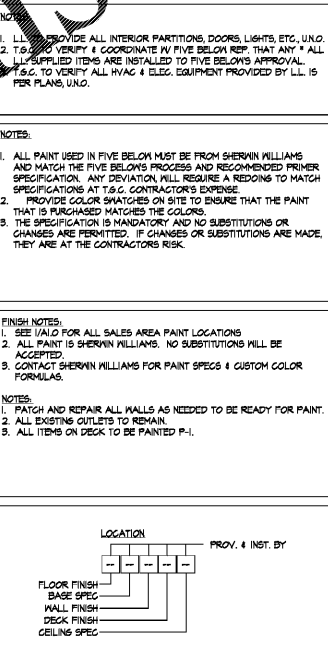 NOTES:
1. L.L. TO PROVIDE ALL INTERIOR PARTITIONS, DOORS, LIGHTS, ETC., U.N.O.
2. T.G.C. TO VERIFY & COORDINATE W/ FIVE BELOW REP. THAT ANY * ALL
L.L. SUPPLIED ITEMS ARE INSTALLED TO FIVE BELOW'S APPROVAL.
T.G.C. TO VERIFY ALL HVAC & ELEC. EQUIPMENT PROVIDED BY L.L. IS
PER PLANS, U.N.O.
NOTES:
1. ALL PAINT USED IN FIVE BELOW MUST BE FROM SHERWIN WILLIAMS
AND MATCH THE FIVE BELOW'S PROCESS AND RECOMMENDED PRIMER
SPECIFICATION. ANY DEVIATION, WILL REQUIRE A REDOING TO MATCH
SPECIFICATIONS AT T.G.C. CONTRACTOR'S EXPENSE.
2. PROVIDE COLOR SWATCHES ON SITE TO ENSURE THAT THE PAINT
THAT IS PURCHASED MATCHES THE COLORS.
3. THE SPECIFICATION IS MANDATORY AND NO SUBSTITUTIONS OR
CHANGES ARE PERMITTED. IF CHANGES OR SUBSTITUTIONS ARE MADE,
THEY ARE AT THE CONTRACTORS RISK.
FINISH NOTES:
1. SEE 1/A1.0 FOR ALL SALES AREA PAINT LOCATIONS
2. ALL PAINT IS SHERWIN WILLIAMS. NO SUBSTITUTIONS WILL BE
ACCEPTED.
3. CONTACT SHERWIN WILLIAMS FOR PAINT SPECS & CUSTOM COLOR
FORMULAS.
NOTES:
1. PATCH AND REPAIR ALL WALLS AS NEEDED TO BE READY FOR PAINT.
2. ALL EXISTING OUTLETS TO REMAIN.
3. ALL ITEMS ON DECK TO BE PAINTED P-1.
LOCATION
PROV. & INST. BY
-- -- -- -- --
FLOOR FINISH
BASE SPEC
WALL FINISH
DECK FINISH
CEILING SPEC